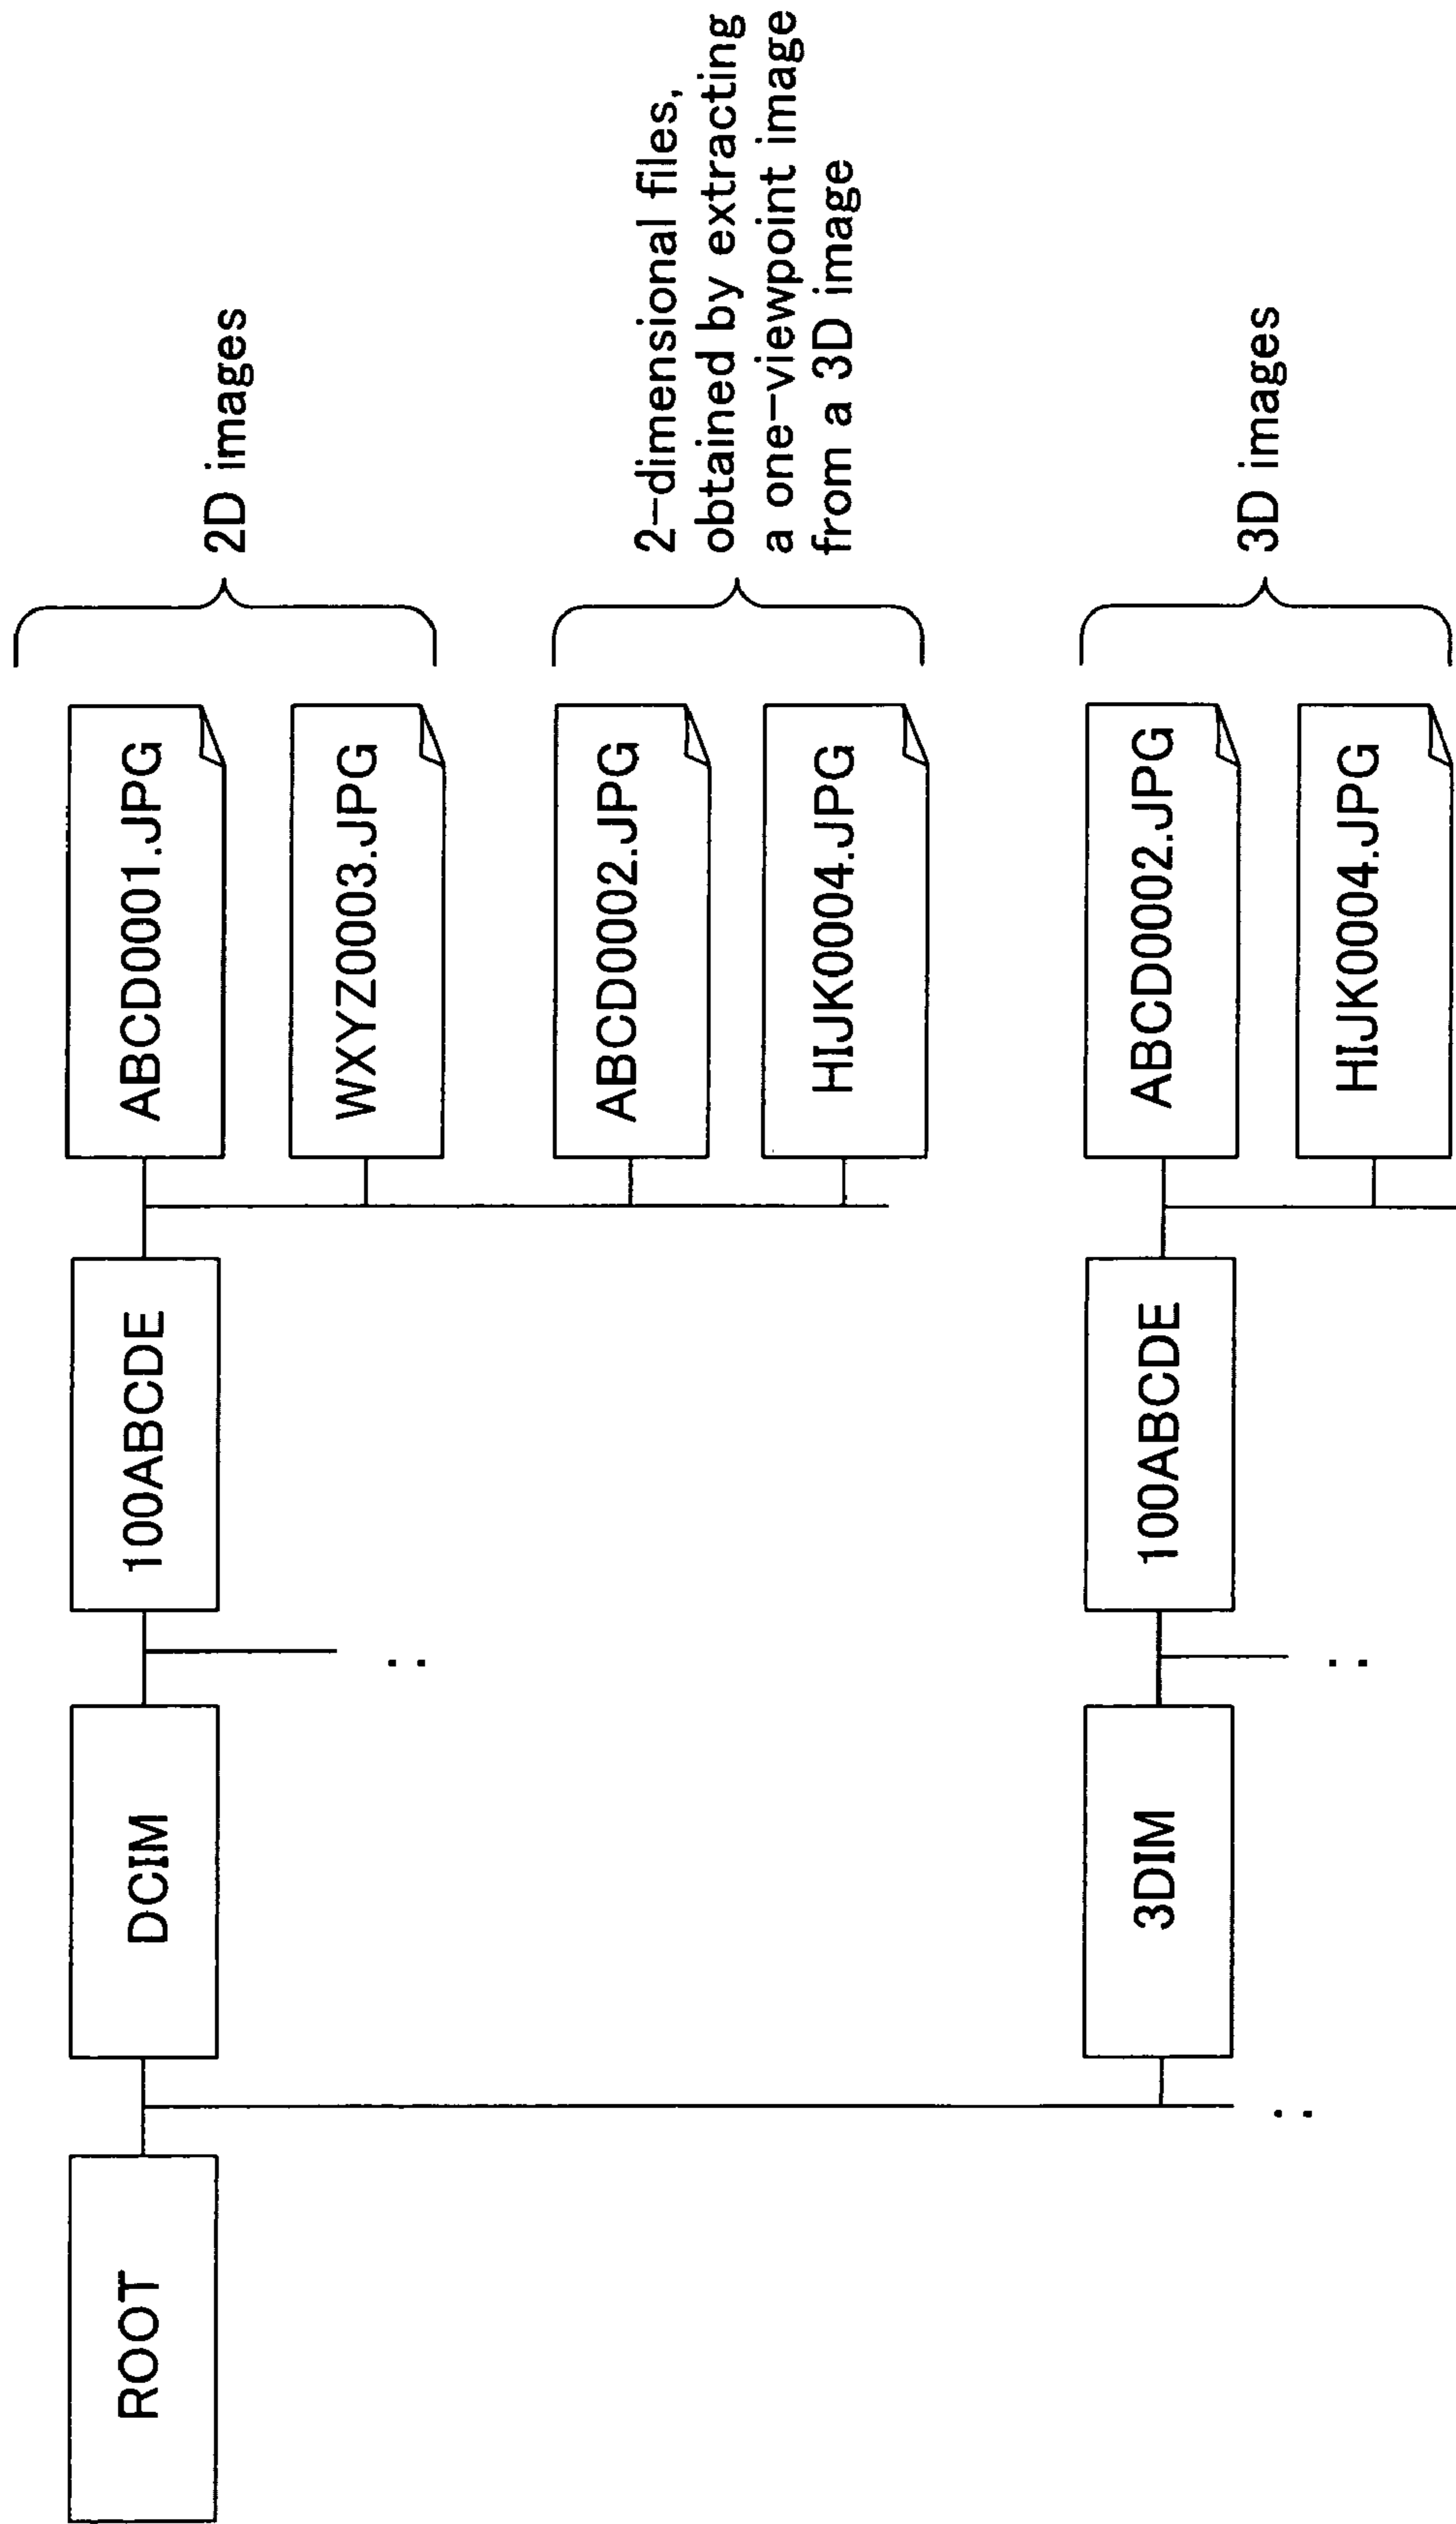 ROOT
DCIM
100ABCDE
ABCD0001.JPG
WXYZ0003.JPG
2D images
ABCD0002.JPG
HIJK0004.JPG
2-dimensional files,
obtained by extracting
a one-viewpoint image
from a 3D image
3DIM
100ABCDE
ABCD0002.JPG
HIJK0004.JPG
3D images